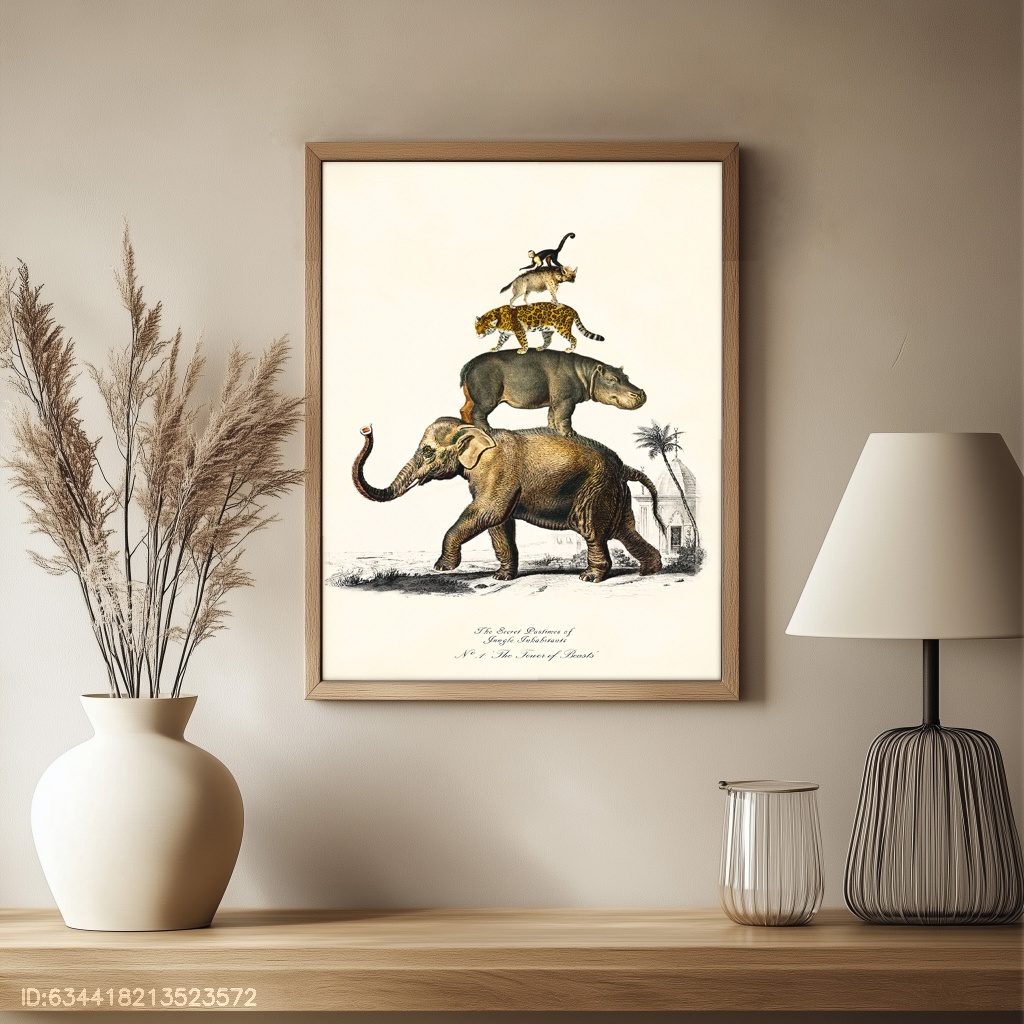 The Secret Pastimes of
Jungle Inhabitants
No. 1 'The Tower of Beasts'
ID:634418213523572